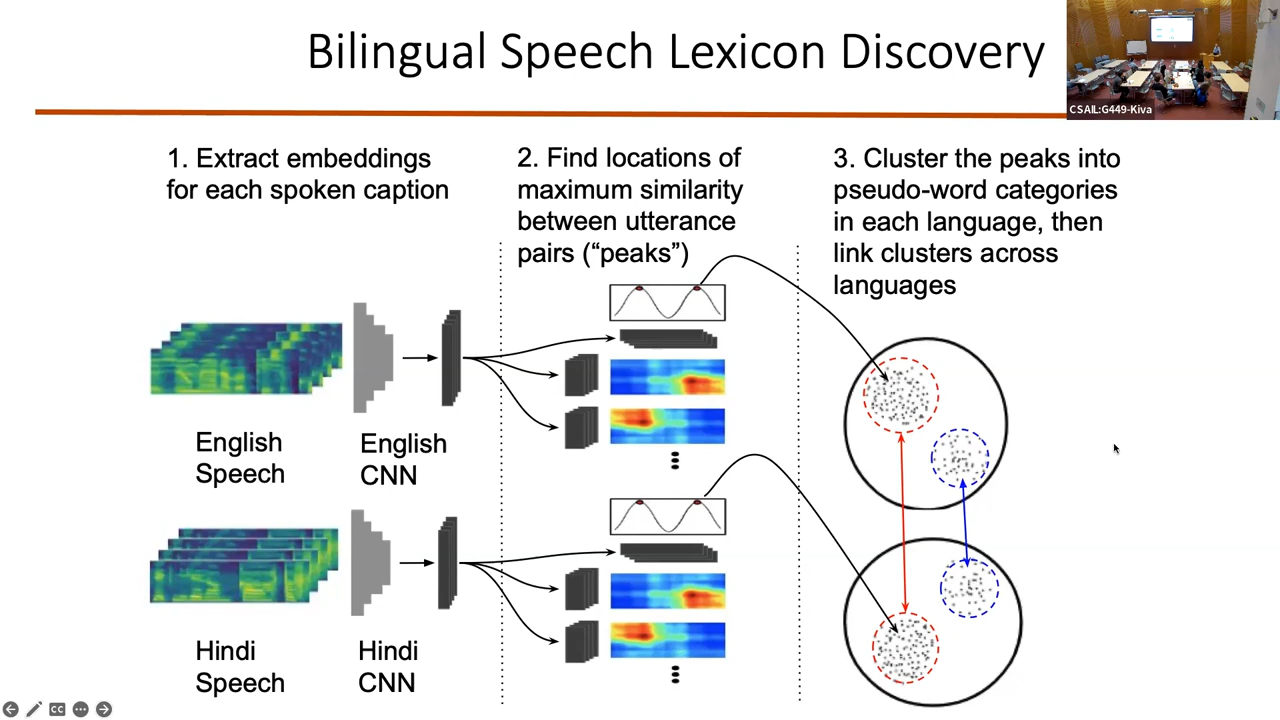 Bilingual Speech Lexicon Discovery
CSAIL:G449-Kiva
1. Extract embeddings
for each spoken caption
2. Find locations of
maximum similarity
between utterance
pairs (“peaks”)
3. Cluster the peaks into
pseudo-word categories
in each language, then
link clusters across
languages
English
Speech
English
CNN
Hindi
Speech
Hindi
CNN
CC